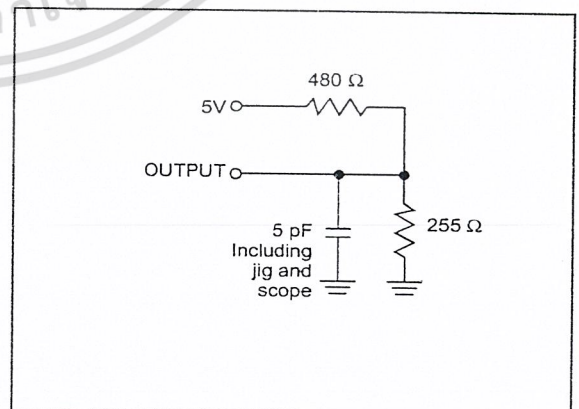 480 Ω
5V
OUTPUT
255 Ω
5 pF
Including
jig and
scope